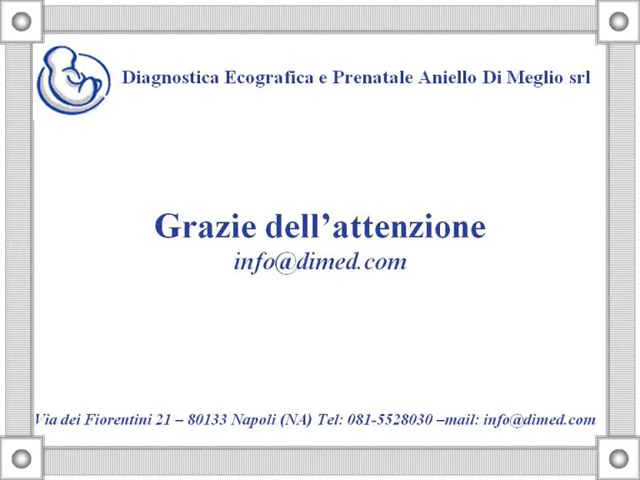 Diagnostica Ecografica e Prenatale Aniello Di Meglio srl
Grazie dell'attenzione
info@dimed.com
Via dei Fiorentini 21 – 80133 Napoli (NA) Tel: 081-5528030 –mail: info@dimed.com